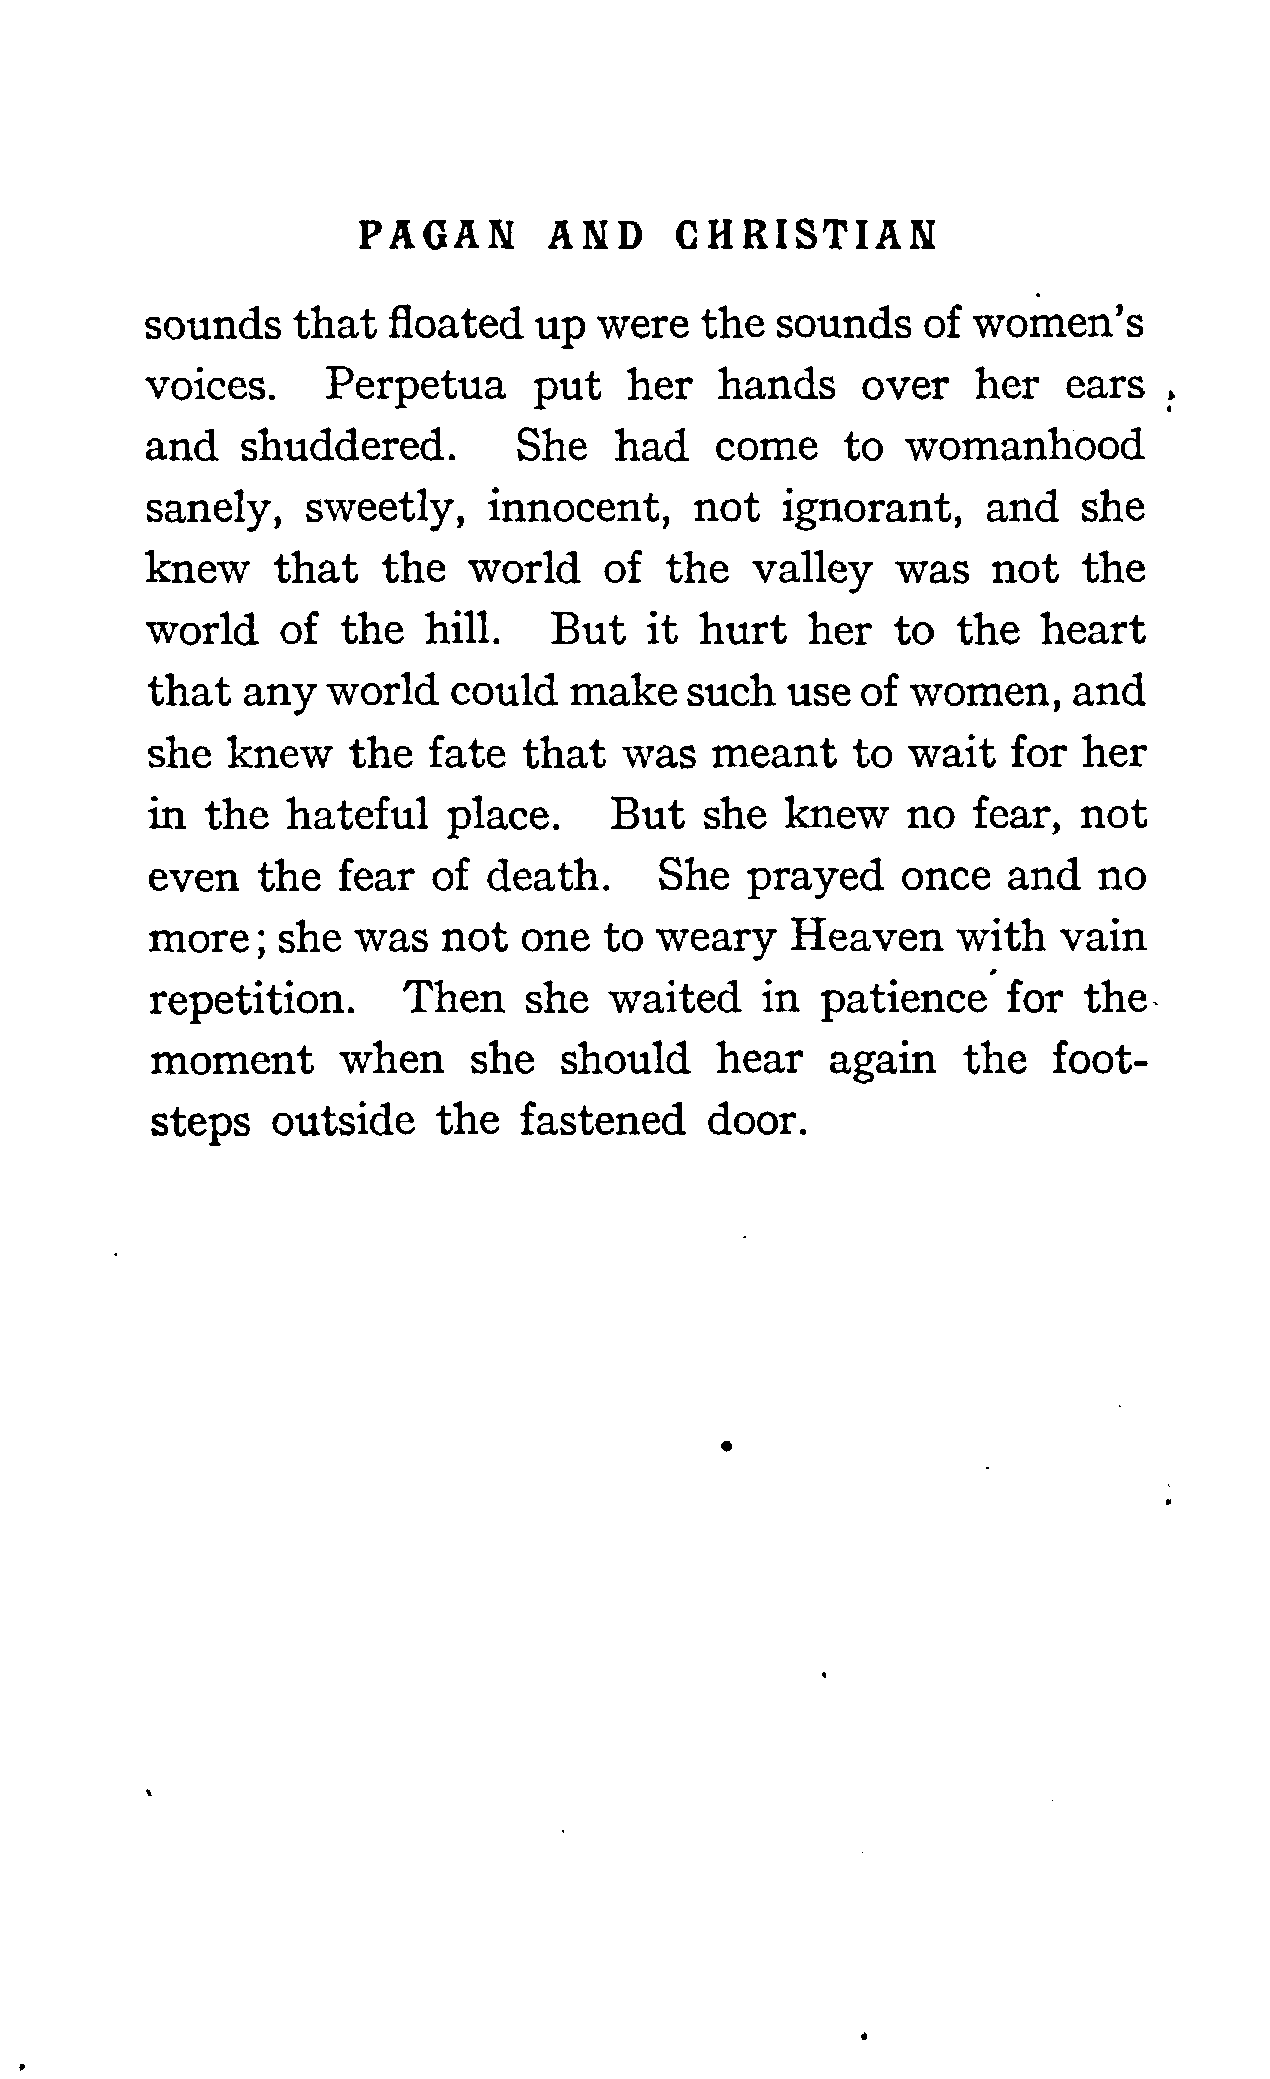 PAGAN AND CHRISTIAN
sounds that floated up were the sounds of women's
voices. Perpetua put her hands over her ears
and shuddered. She had come to womanhood
sanely, sweetly, innocent, not ignorant, and she
knew that the world of the valley was not the
world of the hill. But it hurt her to the heart
that any world could make such use of women, and
she knew the fate that was meant to wait for her
in the hateful place. But she knew no fear, not
even the fear of death. She prayed once and no
more; she was not one to weary Heaven with vain
repetition. Then she waited in patience for the
moment when she should hear again the foot-
steps outside the fastened door.